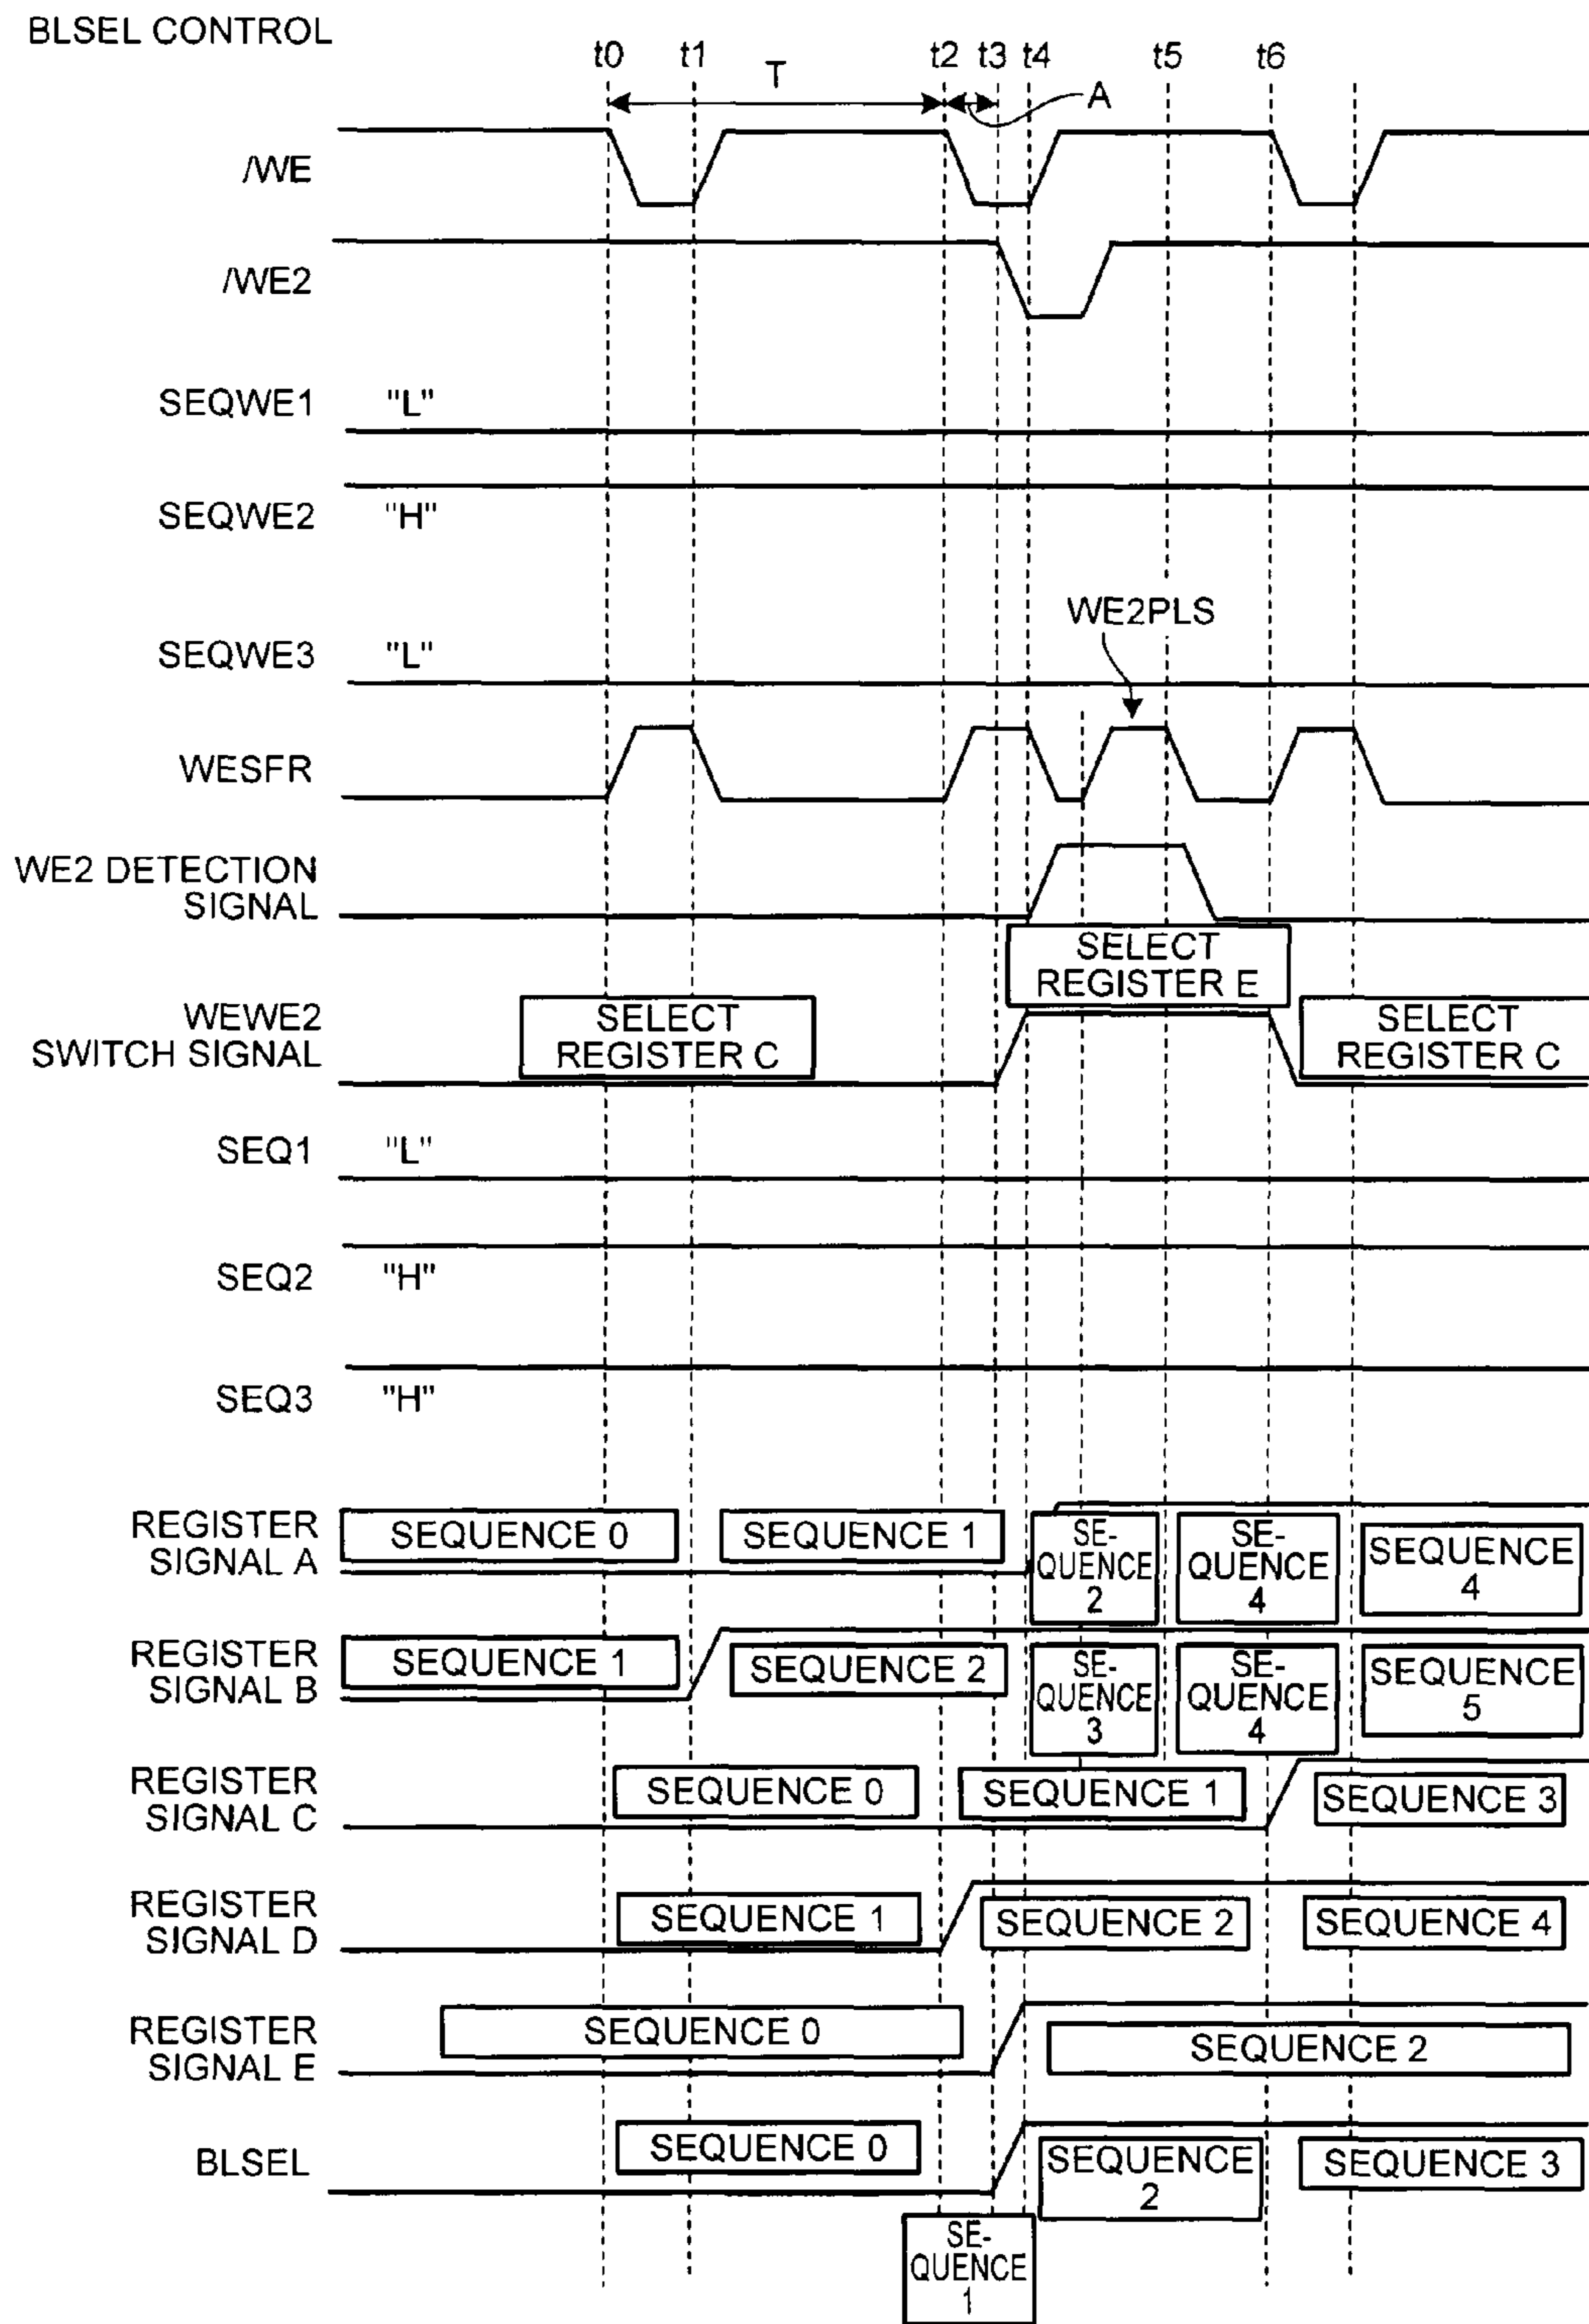 BLSEL CONTROL
t0 t1 T t2 t3 t4 A t5 t6
/WE
/WE2
SEQWE1 "L"
SEQWE2 "H"
WE2PLS
SEQWE3 "L"
WESFR
WE2 DETECTION
SIGNAL
SELECT
REGISTER E
WEWE2
SWITCH SIGNAL
SELECT
REGISTER C
SELECT
REGISTER C
SEQ1 "L"
SEQ2 "H"
SEQ3 "H"
REGISTER
SIGNAL A
SEQUENCE 0
SEQUENCE 1
SE-
QUENCE
2
SE-
QUENCE
4
SEQUENCE
4
REGISTER
SIGNAL B
SEQUENCE 1
SEQUENCE 2
SE-
QUENCE
3
SE-
QUENCE
4
SEQUENCE
5
REGISTER
SIGNAL C
SEQUENCE 0
SEQUENCE 1
SEQUENCE 3
REGISTER
SIGNAL D
SEQUENCE 1
SEQUENCE 2
SEQUENCE 4
REGISTER
SIGNAL E
SEQUENCE 0
SEQUENCE 2
BLSEL
SEQUENCE 0
SEQUENCE
2
SEQUENCE 3
SE-
QUENCE
1